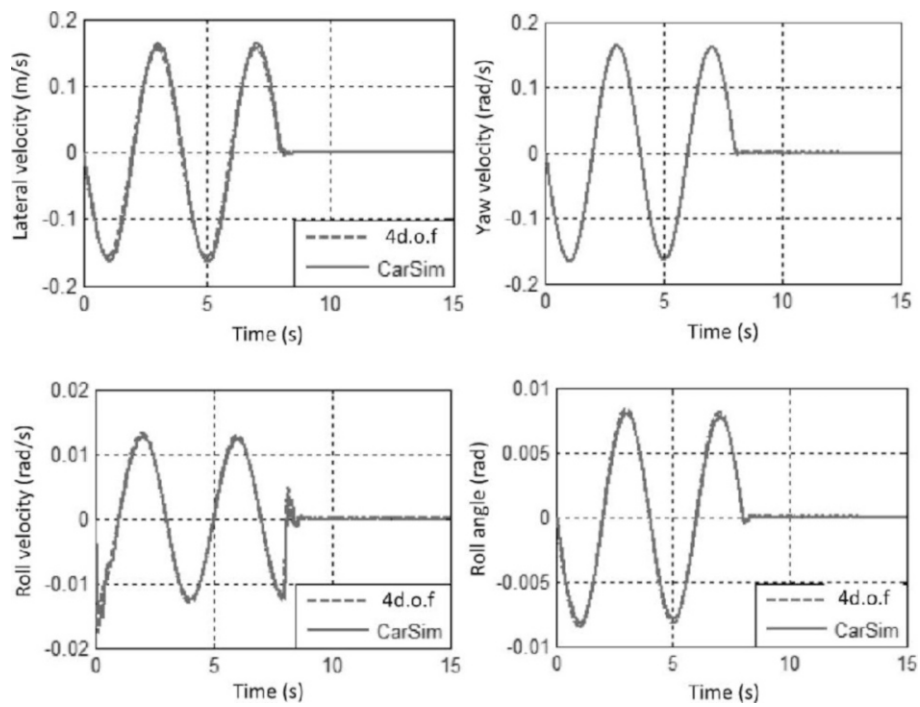 Lateral velocity (m/s)
0.2
0.1
0
-0.1
-0.2
4d.o.f
CarSim
0
5
10
15
Time (s)
Yaw velocity (rad/s)
0.2
0.1
0
-0.1
-0.2
0
5
10
15
Time (s)
Roll velocity (rad/s)
0.02
0.01
0
-0.01
-0.02
4d.o.f
CarSim
0
5
10
15
Time (s)
Roll angle (rad)
0.01
0.005
0
-0.005
-0.01
4d.o.f
CarSim
0
5
10
15
Time (s)